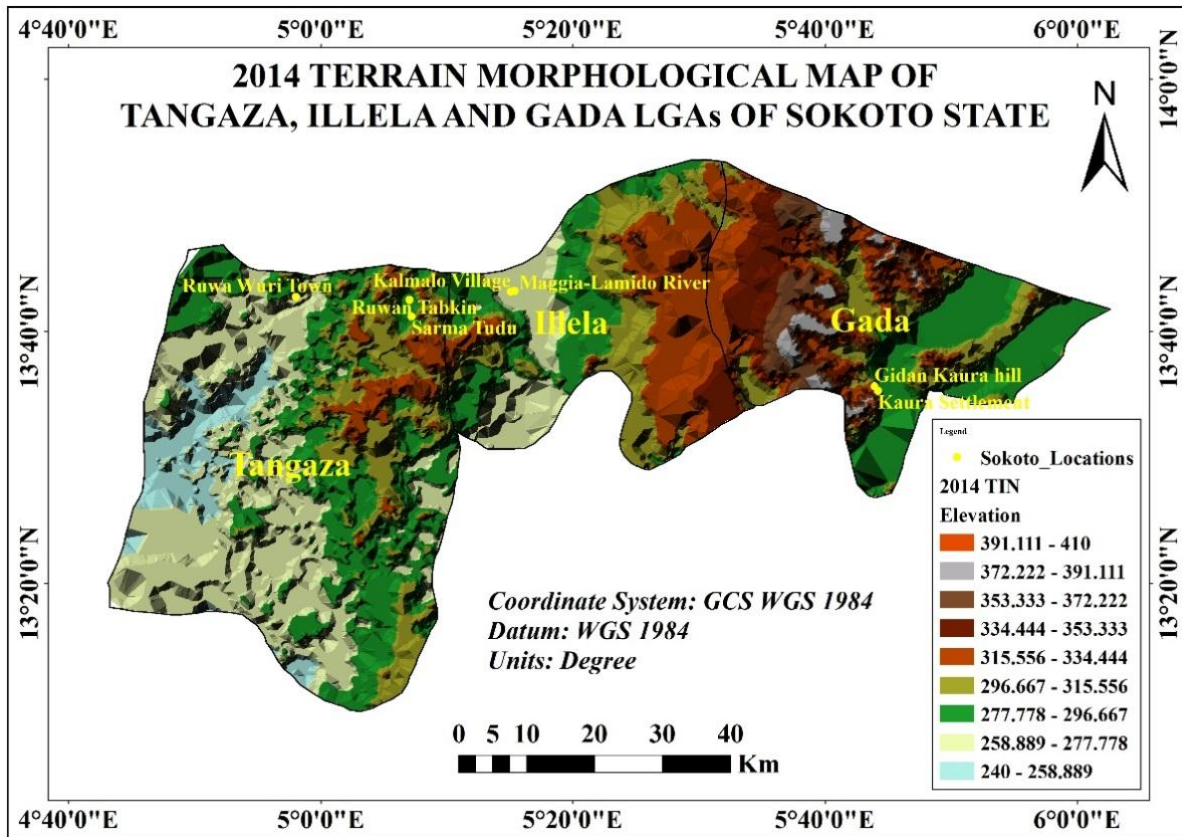 4°40'0"E 5°0'0"E 5°20'0"E 5°40'0"E 6°0'0"E
2014 TERRAIN MORPHOLOGICAL MAP OF
TANGAZA, ILLELA AND GADA LGAs OF SOKOTO STATE
N
14°0'0"N
14°0'0"N
Ruwa Wuri Town
Kalmalo Village
Maggia-Lamido River
Ruwan Tabkin
Sarma Tudu
Illela
Gada
13°40'0"N
13°40'0"N
Gidan Kaura hill
Kaura Settlement
Tangaza
Legend
Sokoto_Locations
2014 TIN
Elevation
391.111 - 410
372.222 - 391.111
353.333 - 372.222
334.444 - 353.333
315.556 - 334.444
296.667 - 315.556
277.778 - 296.667
258.889 - 277.778
240 - 258.889
13°20'0"N
13°20'0"N
Coordinate System: GCS WGS 1984
Datum: WGS 1984
Units: Degree
0 5 10 20 30 40
Km
4°40'0"E 5°0'0"E 5°20'0"E 5°40'0"E 6°0'0"E